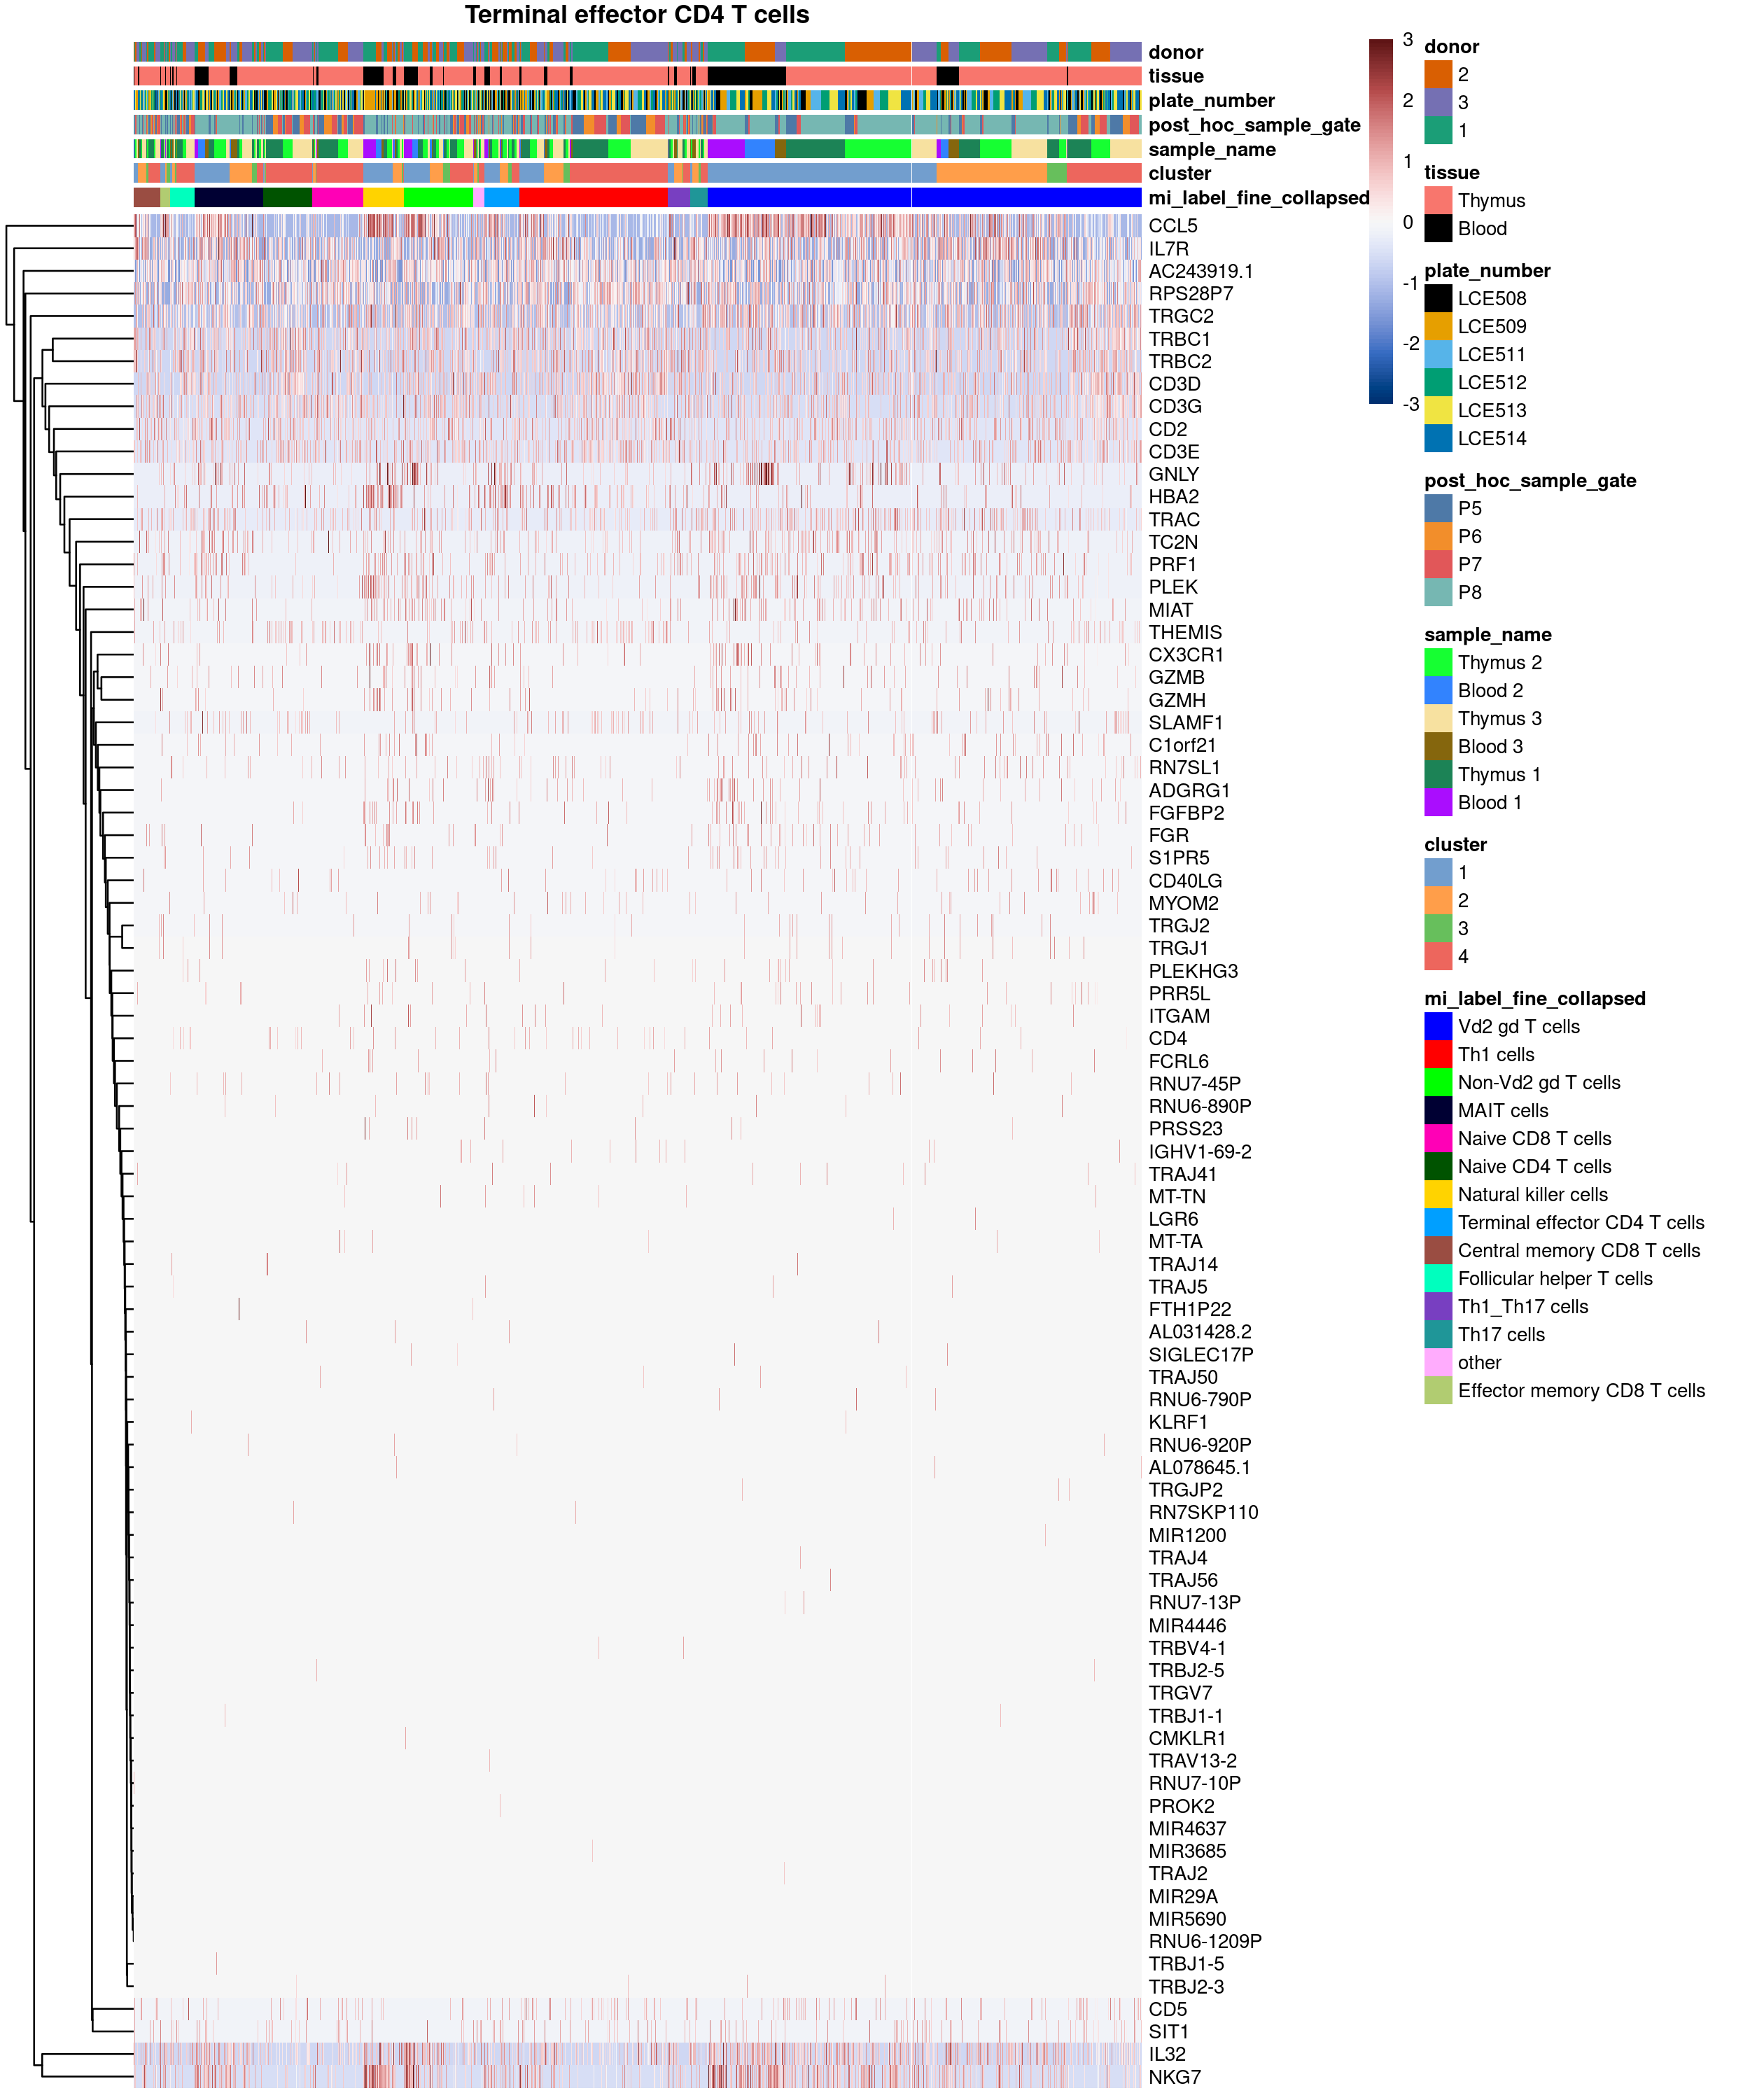 Terminal effector CD4 T cells
donor
tissue
plate_number
post_hoc_sample_gate
sample_name
cluster
mi_label_fine_collapsed
CCL5
IL7R
AC243919.1
RPS28P7
TRGC2
TRBC1
TRBC2
CD3D
CD3G
CD2
CD3E
GNLY
HBA2
TRAC
TC2N
PRF1
PLEK
MIAT
THEMIS
CX3CR1
GZMB
GZMH
SLAMF1
C1orf21
RN7SL1
ADGRG1
FGFBP2
FGR
S1PR5
CD40LG
MYOM2
TRGJ2
TRGJ1
PLEKHG3
PRR5L
ITGAM
CD4
FCRL6
RNU7-45P
RNU6-890P
PRSS23
IGHV1-69-2
TRAJ41
MT-TN
LGR6
MT-TA
TRAJ14
TRAJ5
FTH1P22
AL031428.2
SIGLEC17P
TRAJ50
RNU6-790P
KLRF1
RNU6-920P
AL078645.1
TRGJP2
RN7SKP110
MIR1200
TRAJ4
TRAJ56
RNU7-13P
MIR4446
TRBV4-1
TRBJ2-5
TRGV7
TRBJ1-1
CMKLR1
TRAV13-2
RNU7-10P
PROK2
MIR4637
MIR3685
TRAJ2
MIR29A
MIR5690
RNU6-1209P
TRBJ1-5
TRBJ2-3
CD5
SIT1
IL32
NKG7
3
2
1
0
-1
-2
-3
donor
2
3
1
tissue
Thymus
Blood
plate_number
LCE508
LCE509
LCE511
LCE512
LCE513
LCE514
post_hoc_sample_gate
P5
P6
P7
P8
sample_name
Thymus 2
Blood 2
Thymus 3
Blood 3
Thymus 1
Blood 1
cluster
1
2
3
4
mi_label_fine_collapsed
Vd2 gd T cells
Th1 cells
Non-Vd2 gd T cells
MAIT cells
Naive CD8 T cells
Naive CD4 T cells
Natural killer cells
Terminal effector CD4 T cells
Central memory CD8 T cells
Follicular helper T cells
Th1_Th17 cells
Th17 cells
other
Effector memory CD8 T cells